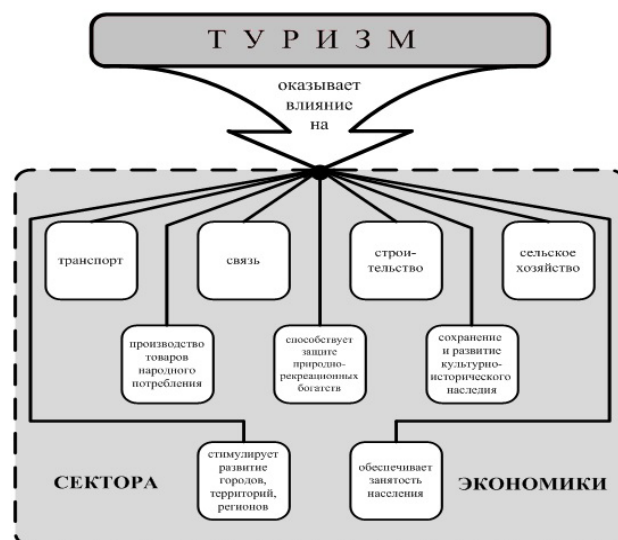 Т У Р И З М
оказывает
влияние
на
транспорт
связь
строи-
тельство
сельское
хозяйство
производство
товаров
народного
потребления
способствует
защите
природно-
рекреационных
богатств
сохранение
и развитие
культурно-
исторического
наследия
стимулирует
развитие
городов,
территорий,
регионов
обеспечивает
занятость
населения
СЕКТОРА
ЭКОНОМИКИ